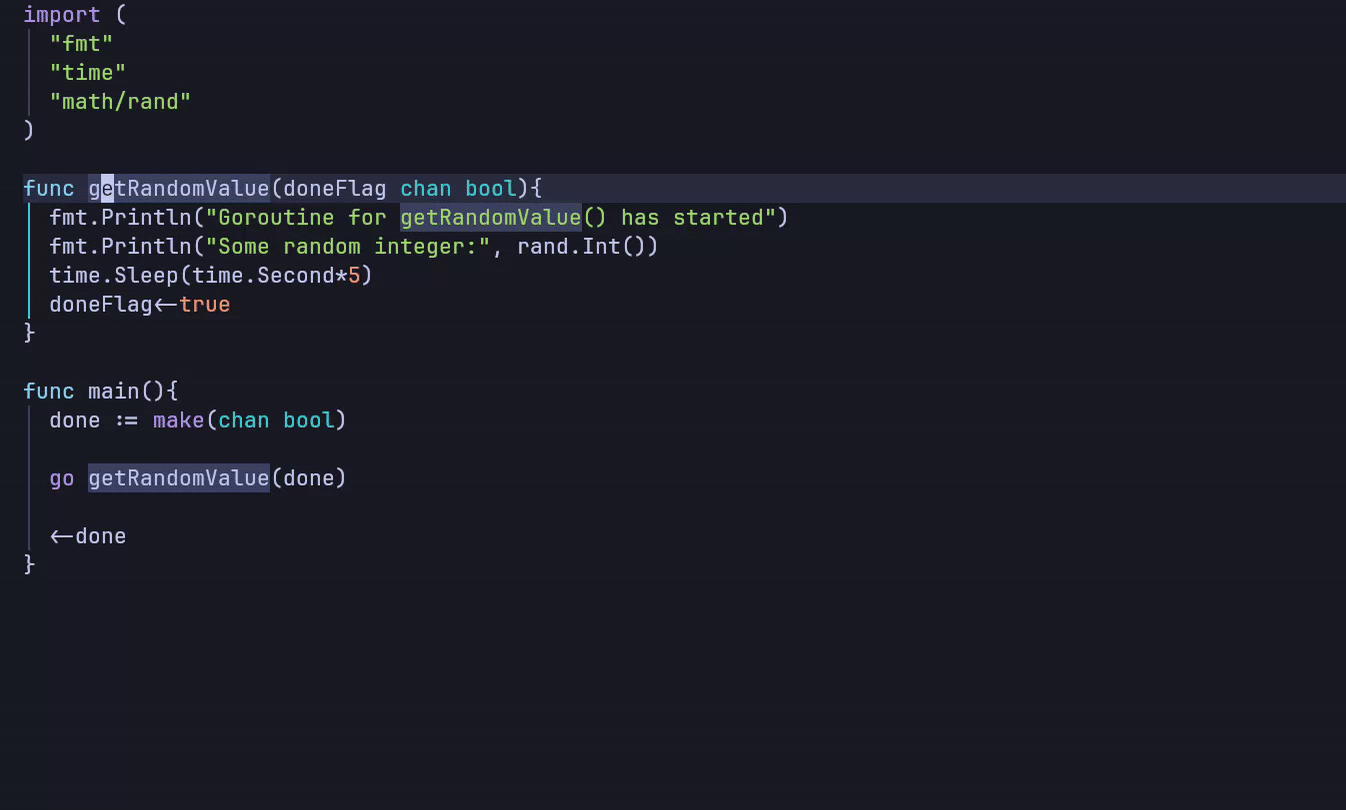 import (
"fmt"
"time"
"math/rand"
)
func getRandomValue(doneFlag chan bool){
fmt.Println("Goroutine for getRandomValue() has started")
fmt.Println("Some random integer:", rand.Int())
time.Sleep(time.Second*5)
doneFlag<-true
}
func main(){
done := make(chan bool)
go getRandomValue(done)
<-done
}